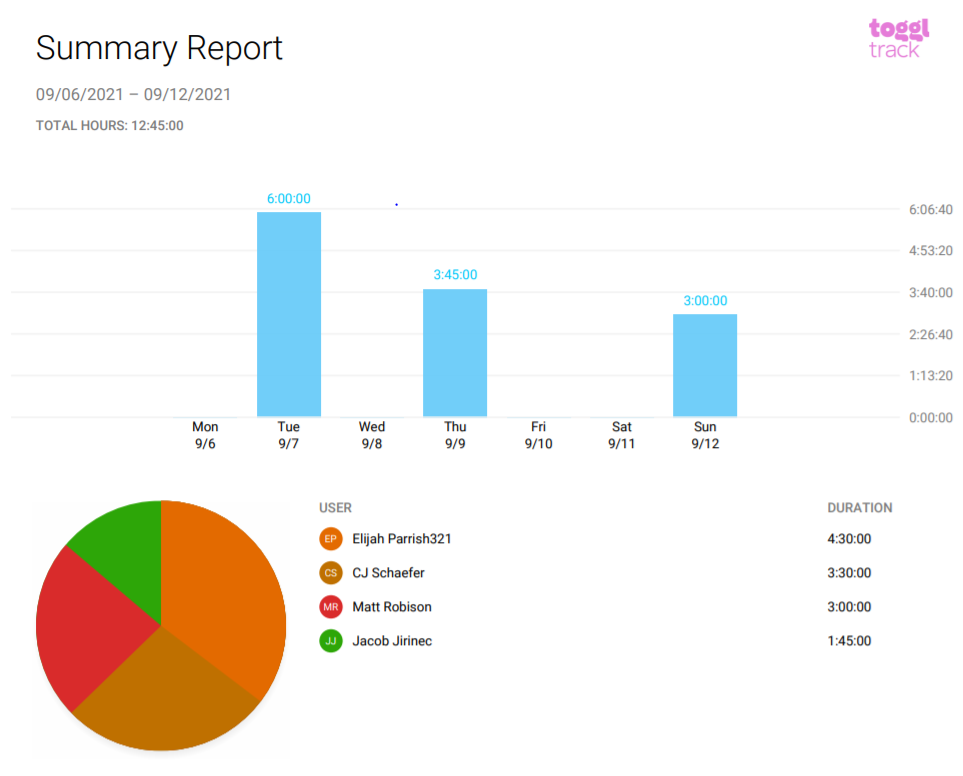 toggl
track
Summary Report
09/06/2021 – 09/12/2021
TOTAL HOURS: 12:45:00
6:00:00
3:45:00
3:00:00
6:06:40
4:53:20
3:40:00
2:26:40
1:13:20
0:00:00
Mon Tue Wed Thu Fri Sat Sun
9/6 9/7 9/8 9/9 9/10 9/11 9/12
USER DURATION
EP Elijah Parrish321 4:30:00
CS CJ Schaefer 3:30:00
MR Matt Robison 3:00:00
JJ Jacob Jirinec 1:45:00